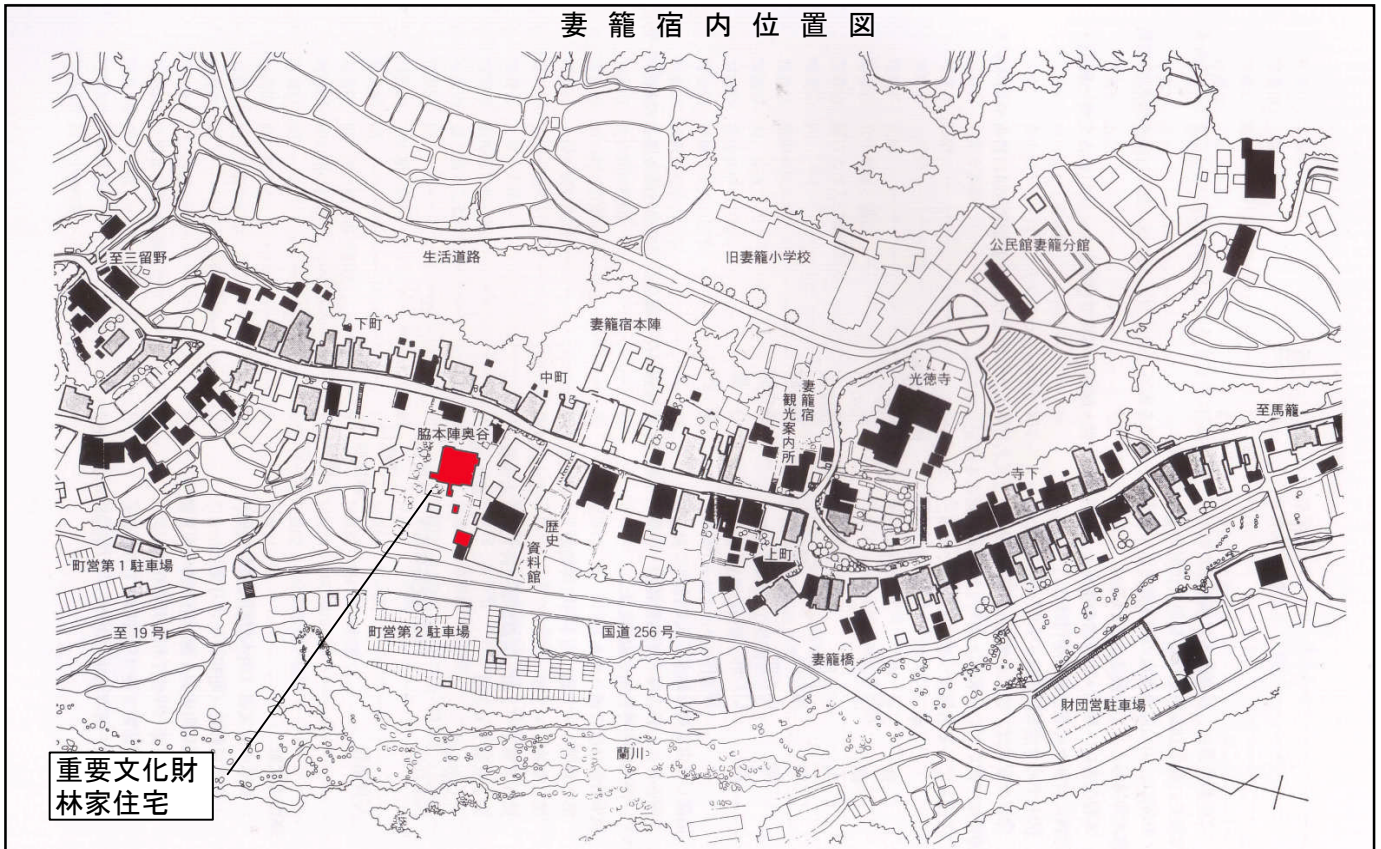 妻籠宿内位置図
至三留野
生活道路
旧妻籠小学校
公民館妻籠分館
下町
妻籠宿本陣
中町
妻籠宿
観光案内所
光徳寺
至馬籠
脇本陣奥谷
寺下
歴史
資料館
上町
町営第1駐車場
至19号
町営第2駐車場
国道256号
妻籠橋
財団営駐車場
蘭川
重要文化財
林家住宅